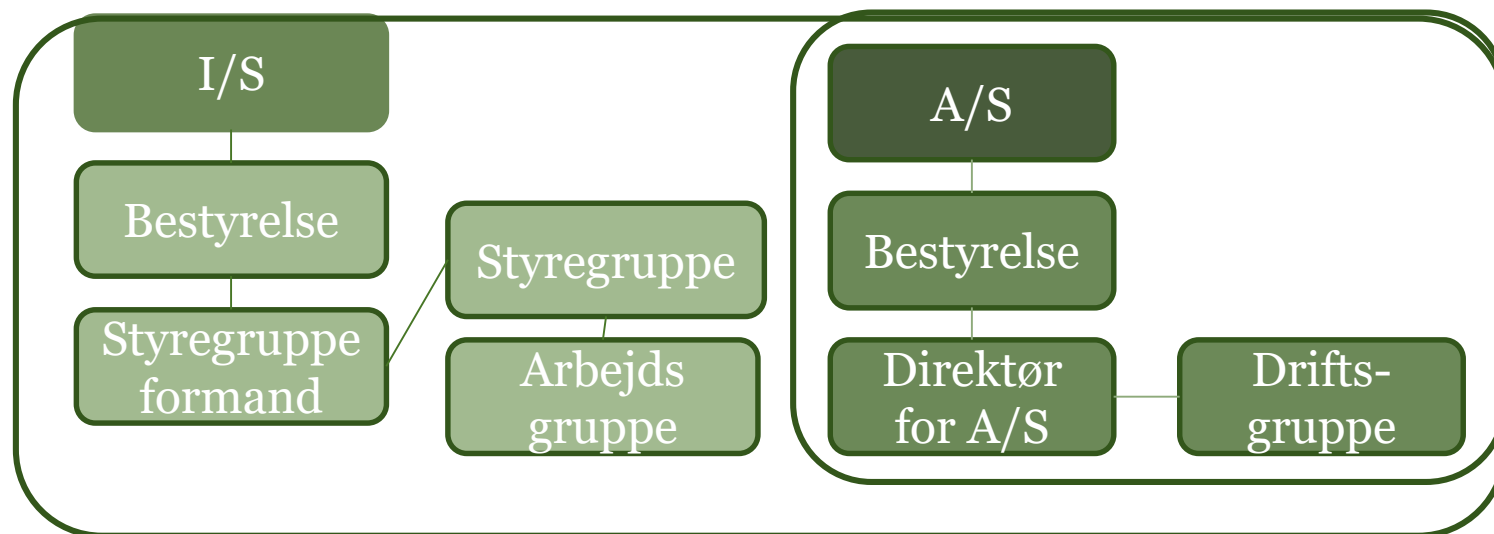 I/S
Bestyrelse
Styregruppe
formand
Styregruppe
Arbejds
gruppe
A/S
Bestyrelse
Direktør
for A/S
Drifts-
gruppe